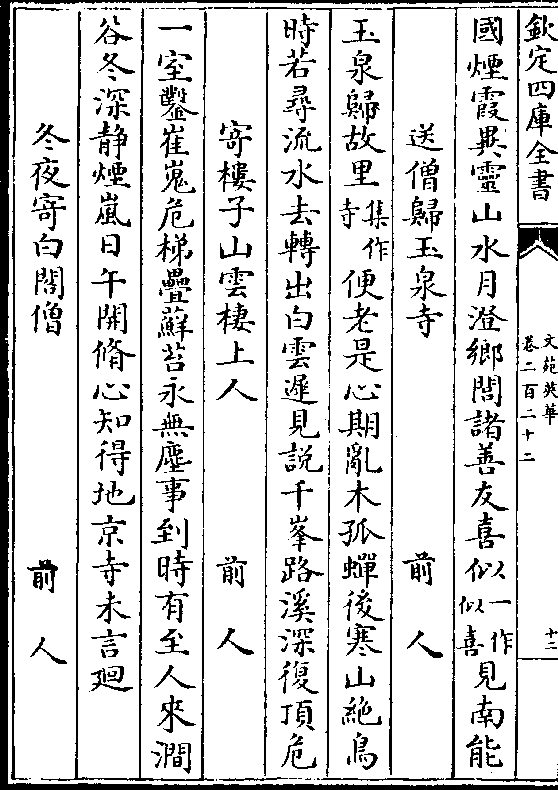 欽定四庫全書
文苑英華
卷二百二十二
十二
國煙霞異靈山水月澄鄉閭諸善友喜似一作似喜見南能
送僧歸玉泉寺 前人
玉泉歸故里集作寺便老是心期亂木孤蟬後寒山絶鳥
時若尋流水去轉出白雲遲見説千峯路溪深復頂危
寄樓子山雲棲上人 前人
一室鑿崔嵬危梯疊蘇苔永無塵事到時有至人來澗
谷冬深静煙嵐日午開脩心知得地京寺未言廻
冬夜寄白閣僧 前人